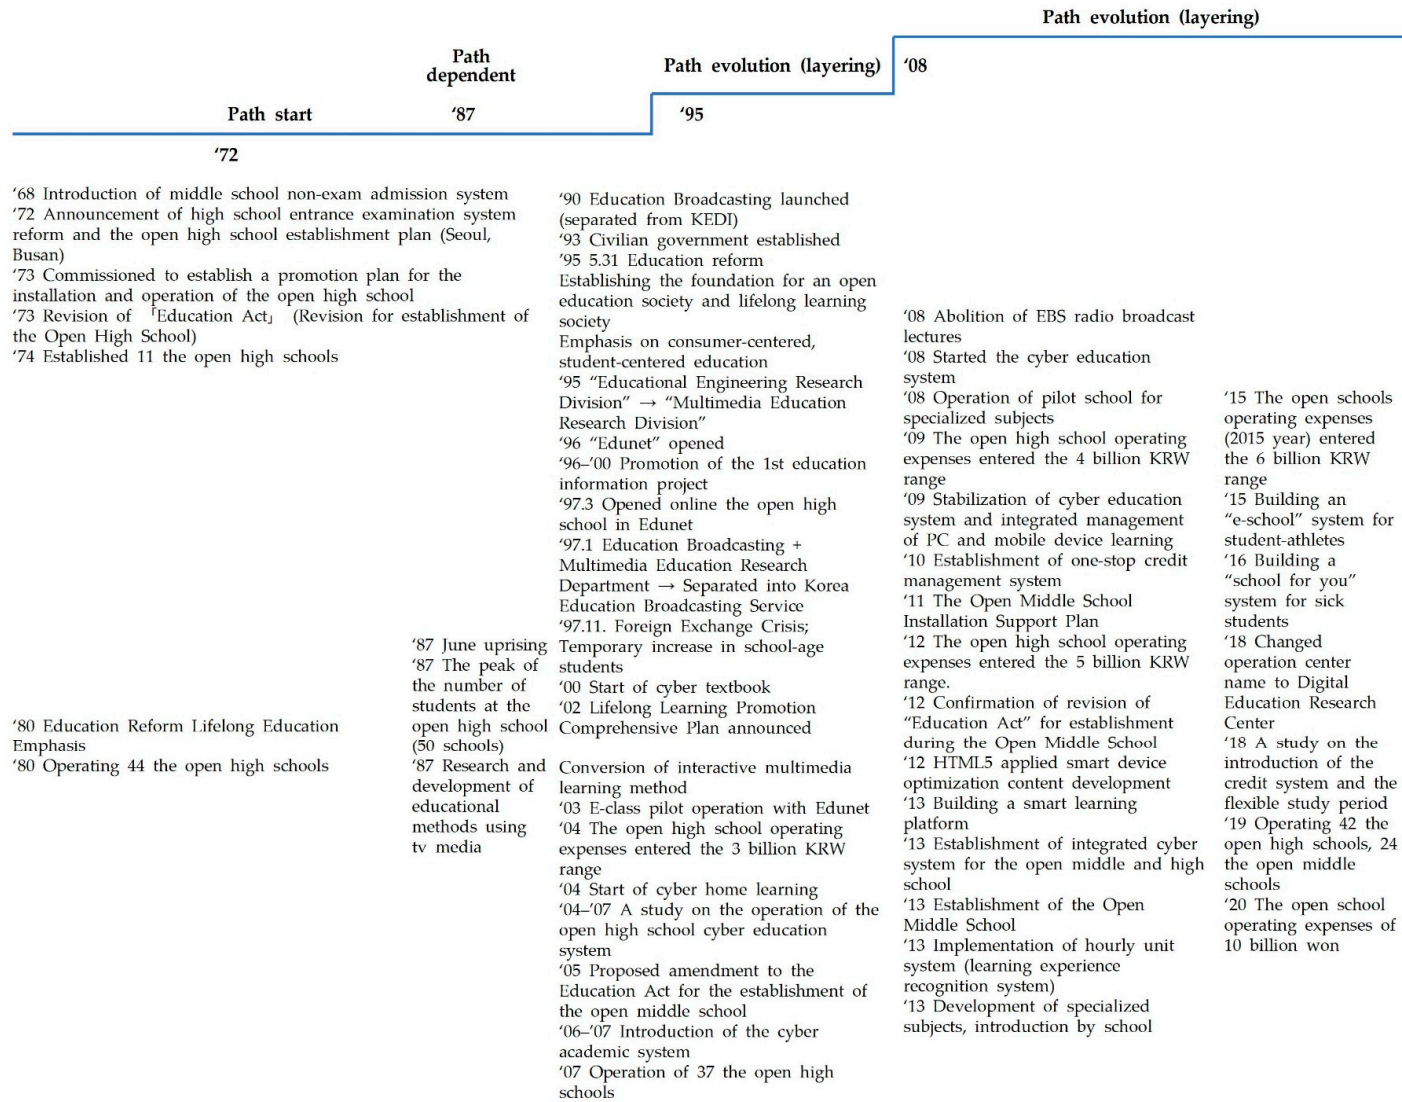 Path evolution (layering)
Path
dependent
Path evolution (layering)
‘08
Path start
‘87
‘95
‘72
‘68 Introduction of middle school non-exam admission system
‘72 Announcement of high school entrance examination system
reform and the open high school establishment plan (Seoul,
Busan)
‘73 Commissioned to establish a promotion plan for the
installation and operation of the open high school
‘73 Revision of 「Education Act」 (Revision for establishment of
the Open High School)
‘74 Established 11 the open high schools
‘80 Education Reform Lifelong Education
Emphasis
‘80 Operating 44 the open high schools
‘87 June uprising
‘87 The peak of
the number of
students at the
open high school
(50 schools)
‘87 Research and
development of
educational
methods using
tv media
‘90 Education Broadcasting launched
(separated from KEDI)
‘93 Civilian government established
‘95 5.31 Education reform
Establishing the foundation for an open
education society and lifelong learning
society
Emphasis on consumer-centered,
student-centered education
‘95 “Educational Engineering Research
Division” → “Multimedia Education
Research Division”
‘96 “Edunet” opened
‘96–’00 Promotion of the 1st education
information project
‘97.3 Opened online the open high
school in Edunet
‘97.1 Education Broadcasting +
Multimedia Education Research
Department → Separated into Korea
Education Broadcasting Service
‘97.11. Foreign Exchange Crisis;
Temporary increase in school-age
students
‘00 Start of cyber textbook
‘02 Lifelong Learning Promotion
Comprehensive Plan announced
Conversion of interactive multimedia
learning method
‘03 E-class pilot operation with Edunet
‘04 The open high school operating
expenses entered the 3 billion KRW
range
‘04 Start of cyber home learning
‘04–’07 A study on the operation of the
open high school cyber education
system
‘05 Proposed amendment to the
Education Act for the establishment of
the open middle school
‘06–’07 Introduction of the cyber
academic system
‘07 Operation of 37 the open high
schools
‘08 Abolition of EBS radio broadcast
lectures
‘08 Started the cyber education
system
‘08 Operation of pilot school for
specialized subjects
‘09 The open high school operating
expenses entered the 4 billion KRW
range
‘09 Stabilization of cyber education
system and integrated management
of PC and mobile device learning
‘10 Establishment of one-stop credit
management system
‘11 The Open Middle School
Installation Support Plan
‘12 The open high school operating
expenses entered the 5 billion KRW
range.
‘12 Confirmation of revision of
“Education Act” for establishment
during the Open Middle School
‘12 HTML5 applied smart device
optimization content development
‘13 Building a smart learning
platform
‘13 Establishment of integrated cyber
system for the open middle and high
school
‘13 Establishment of the Open
Middle School
‘13 Implementation of hourly unit
system (learning experience
recognition system)
‘13 Development of specialized
subjects, introduction by school
‘15 The open schools
operating expenses
(2015 year) entered
the 6 billion KRW
range
‘15 Building an
“e-school” system for
student-athletes
‘16 Building a
“school for you”
system for sick
students
‘18 Changed
operation center
name to Digital
Education Research
Center
‘18 A study on the
introduction of the
credit system and the
flexible study period
‘19 Operating 42 the
open high schools, 24
the open middle
schools
‘20 The open school
operating expenses of
10 billion won